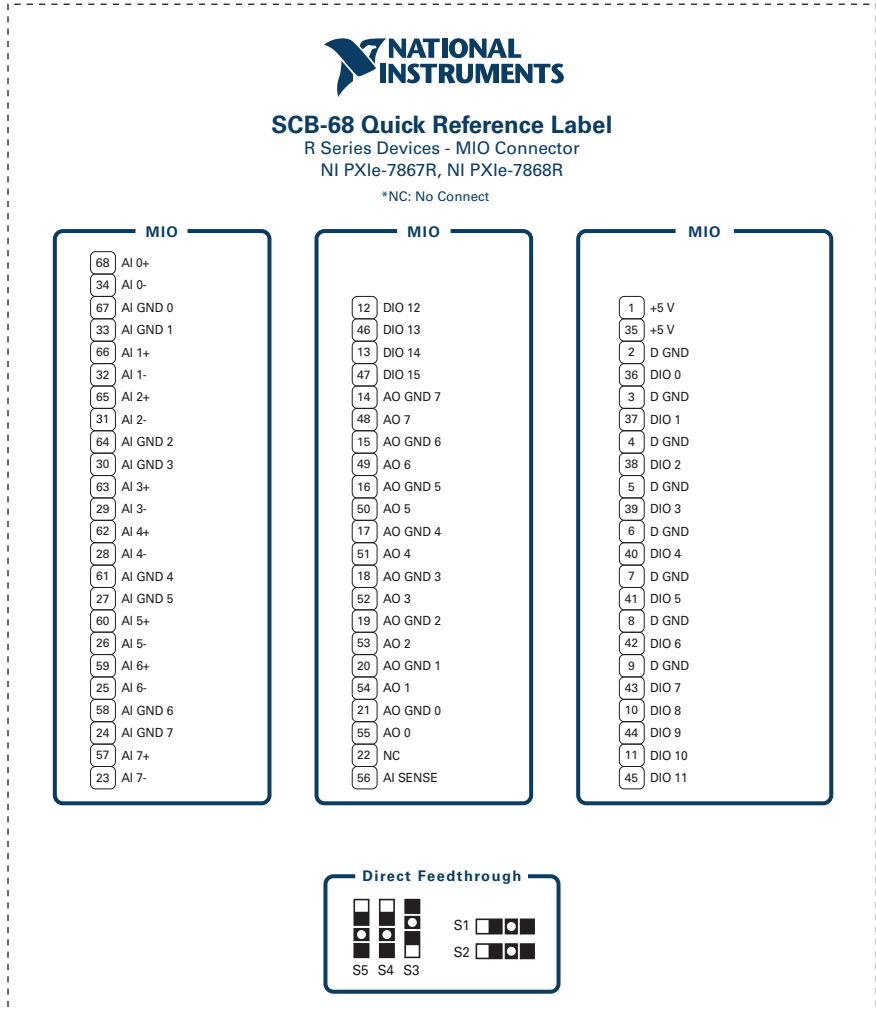 NATIONAL
INSTRUMENTS
SCB-68 Quick Reference Label
R Series Devices - MIO Connector
NI PXIe-7867R, NI PXIe-7868R
*NC: No Connect
MIO
68 AI 0+
34 AI 0-
67 AI GND 0
33 AI GND 1
66 AI 1+
32 AI 1-
65 AI 2+
31 AI 2-
64 AI GND 2
30 AI GND 3
63 AI 3+
29 AI 3-
62 AI 4+
28 AI 4-
61 AI GND 4
27 AI GND 5
60 AI 5+
26 AI 5-
59 AI 6+
25 AI 6-
58 AI GND 6
24 AI GND 7
57 AI 7+
23 AI 7-
MIO
12 DIO 12
46 DIO 13
13 DIO 14
47 DIO 15
14 AO GND 7
48 AO 7
15 AO GND 6
49 AO 6
16 AO GND 5
50 AO 5
17 AO GND 4
51 AO 4
18 AO GND 3
52 AO 3
19 AO GND 2
53 AO 2
20 AO GND 1
54 AO 1
21 AO GND 0
55 AO 0
22 NC
56 AI SENSE
MIO
1 +5 V
35 +5 V
2 D GND
36 DIO 0
3 D GND
37 DIO 1
4 D GND
38 DIO 2
5 D GND
39 DIO 3
6 D GND
40 DIO 4
7 D GND
41 DIO 5
8 D GND
42 DIO 6
9 D GND
43 DIO 7
10 DIO 8
44 DIO 9
11 DIO 10
45 DIO 11
Direct Feedthrough
S1
S2
S5 S4 S3